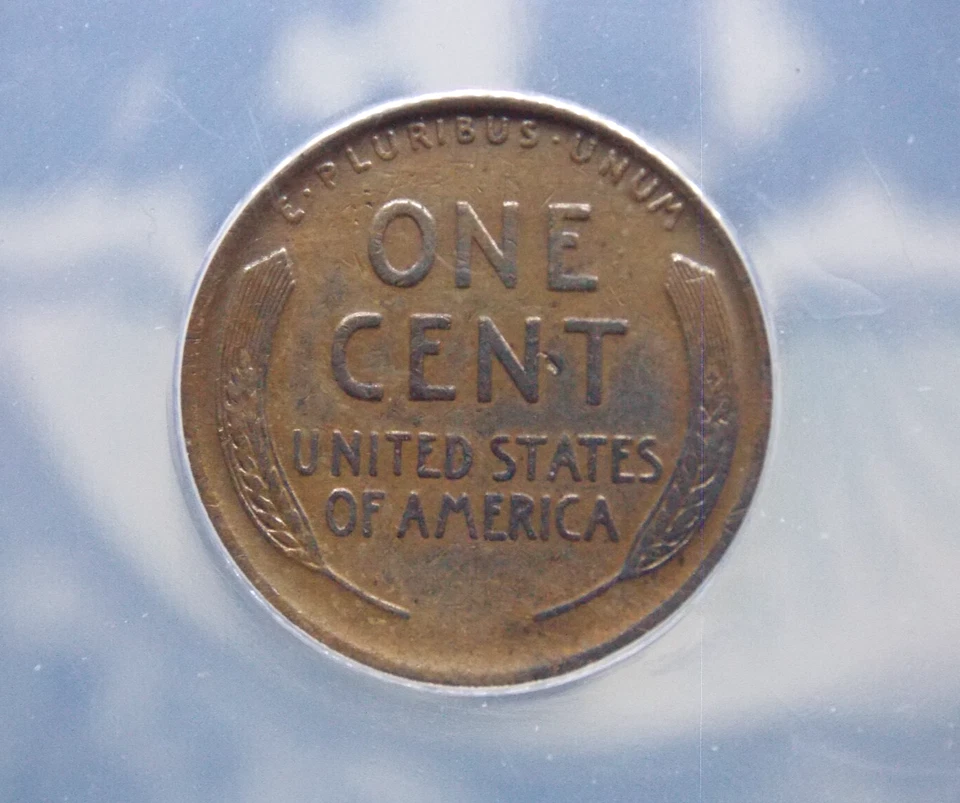 E·PLURIBUS·UNUM
ONE
CENT
UNITED STATES
OF AMERICA